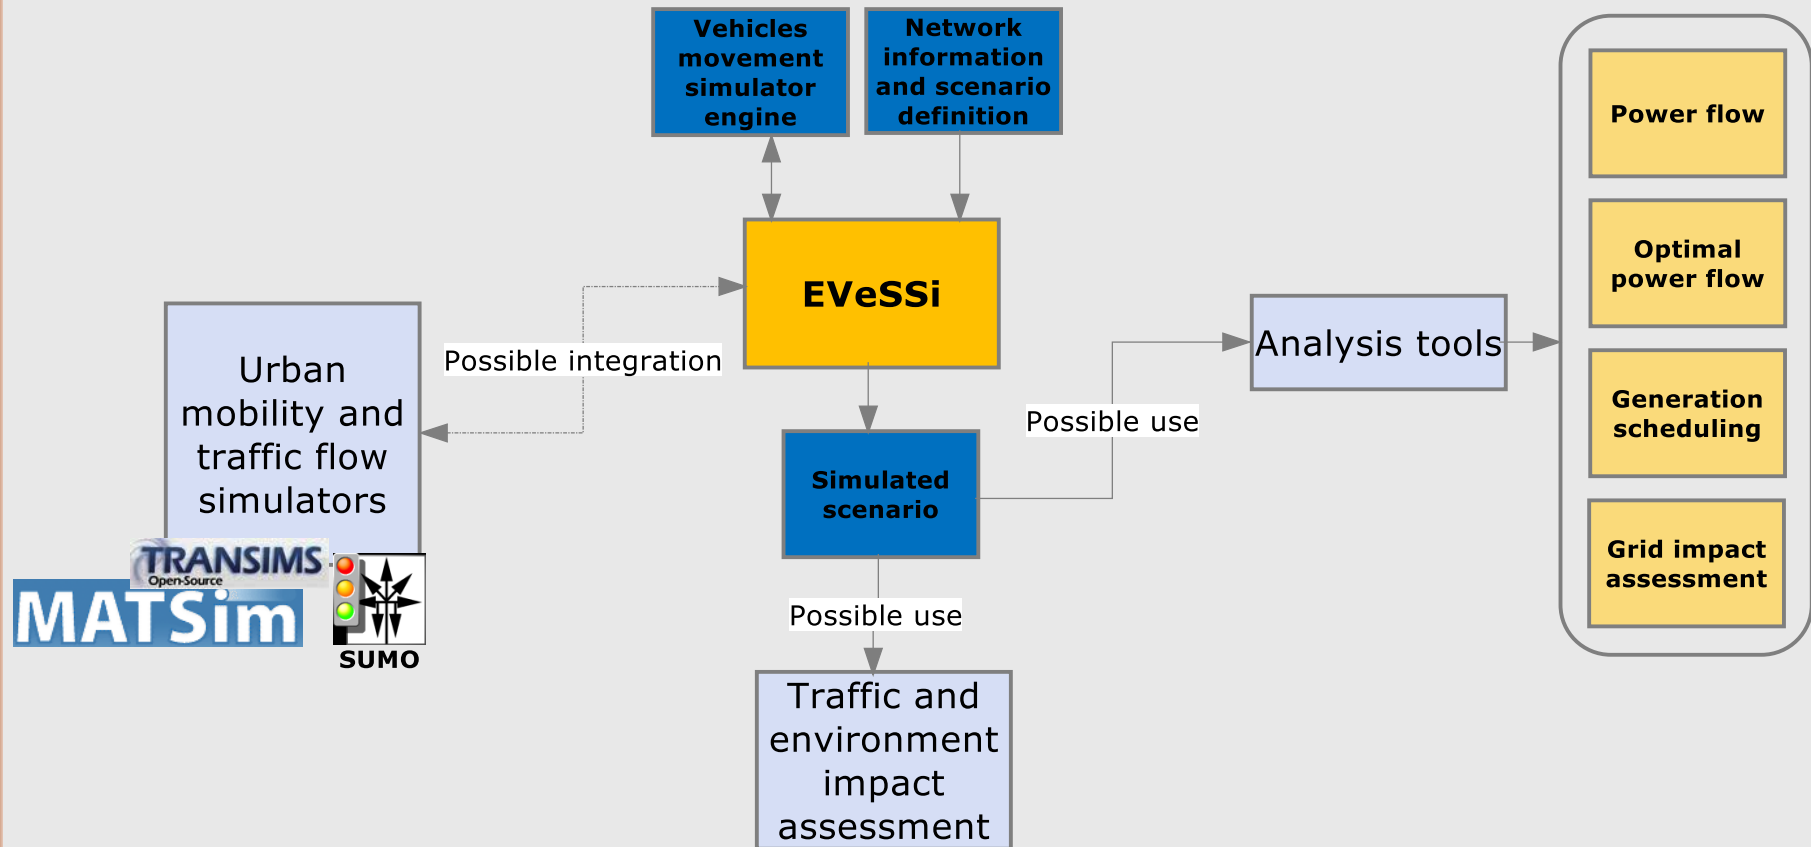 Vehicles
movement
simulator
engine
Network
information
and scenario
definition
EVeSSi
Possible integration
Urban
mobility and
traffic flow
simulators
TRANSIMS
Open-Source
MATSim
SUMO
Simulated
scenario
Possible use
Possible use
Traffic and
environment
impact
assessment
Analysis tools
Power flow
Optimal
power flow
Generation
scheduling
Grid impact
assessment